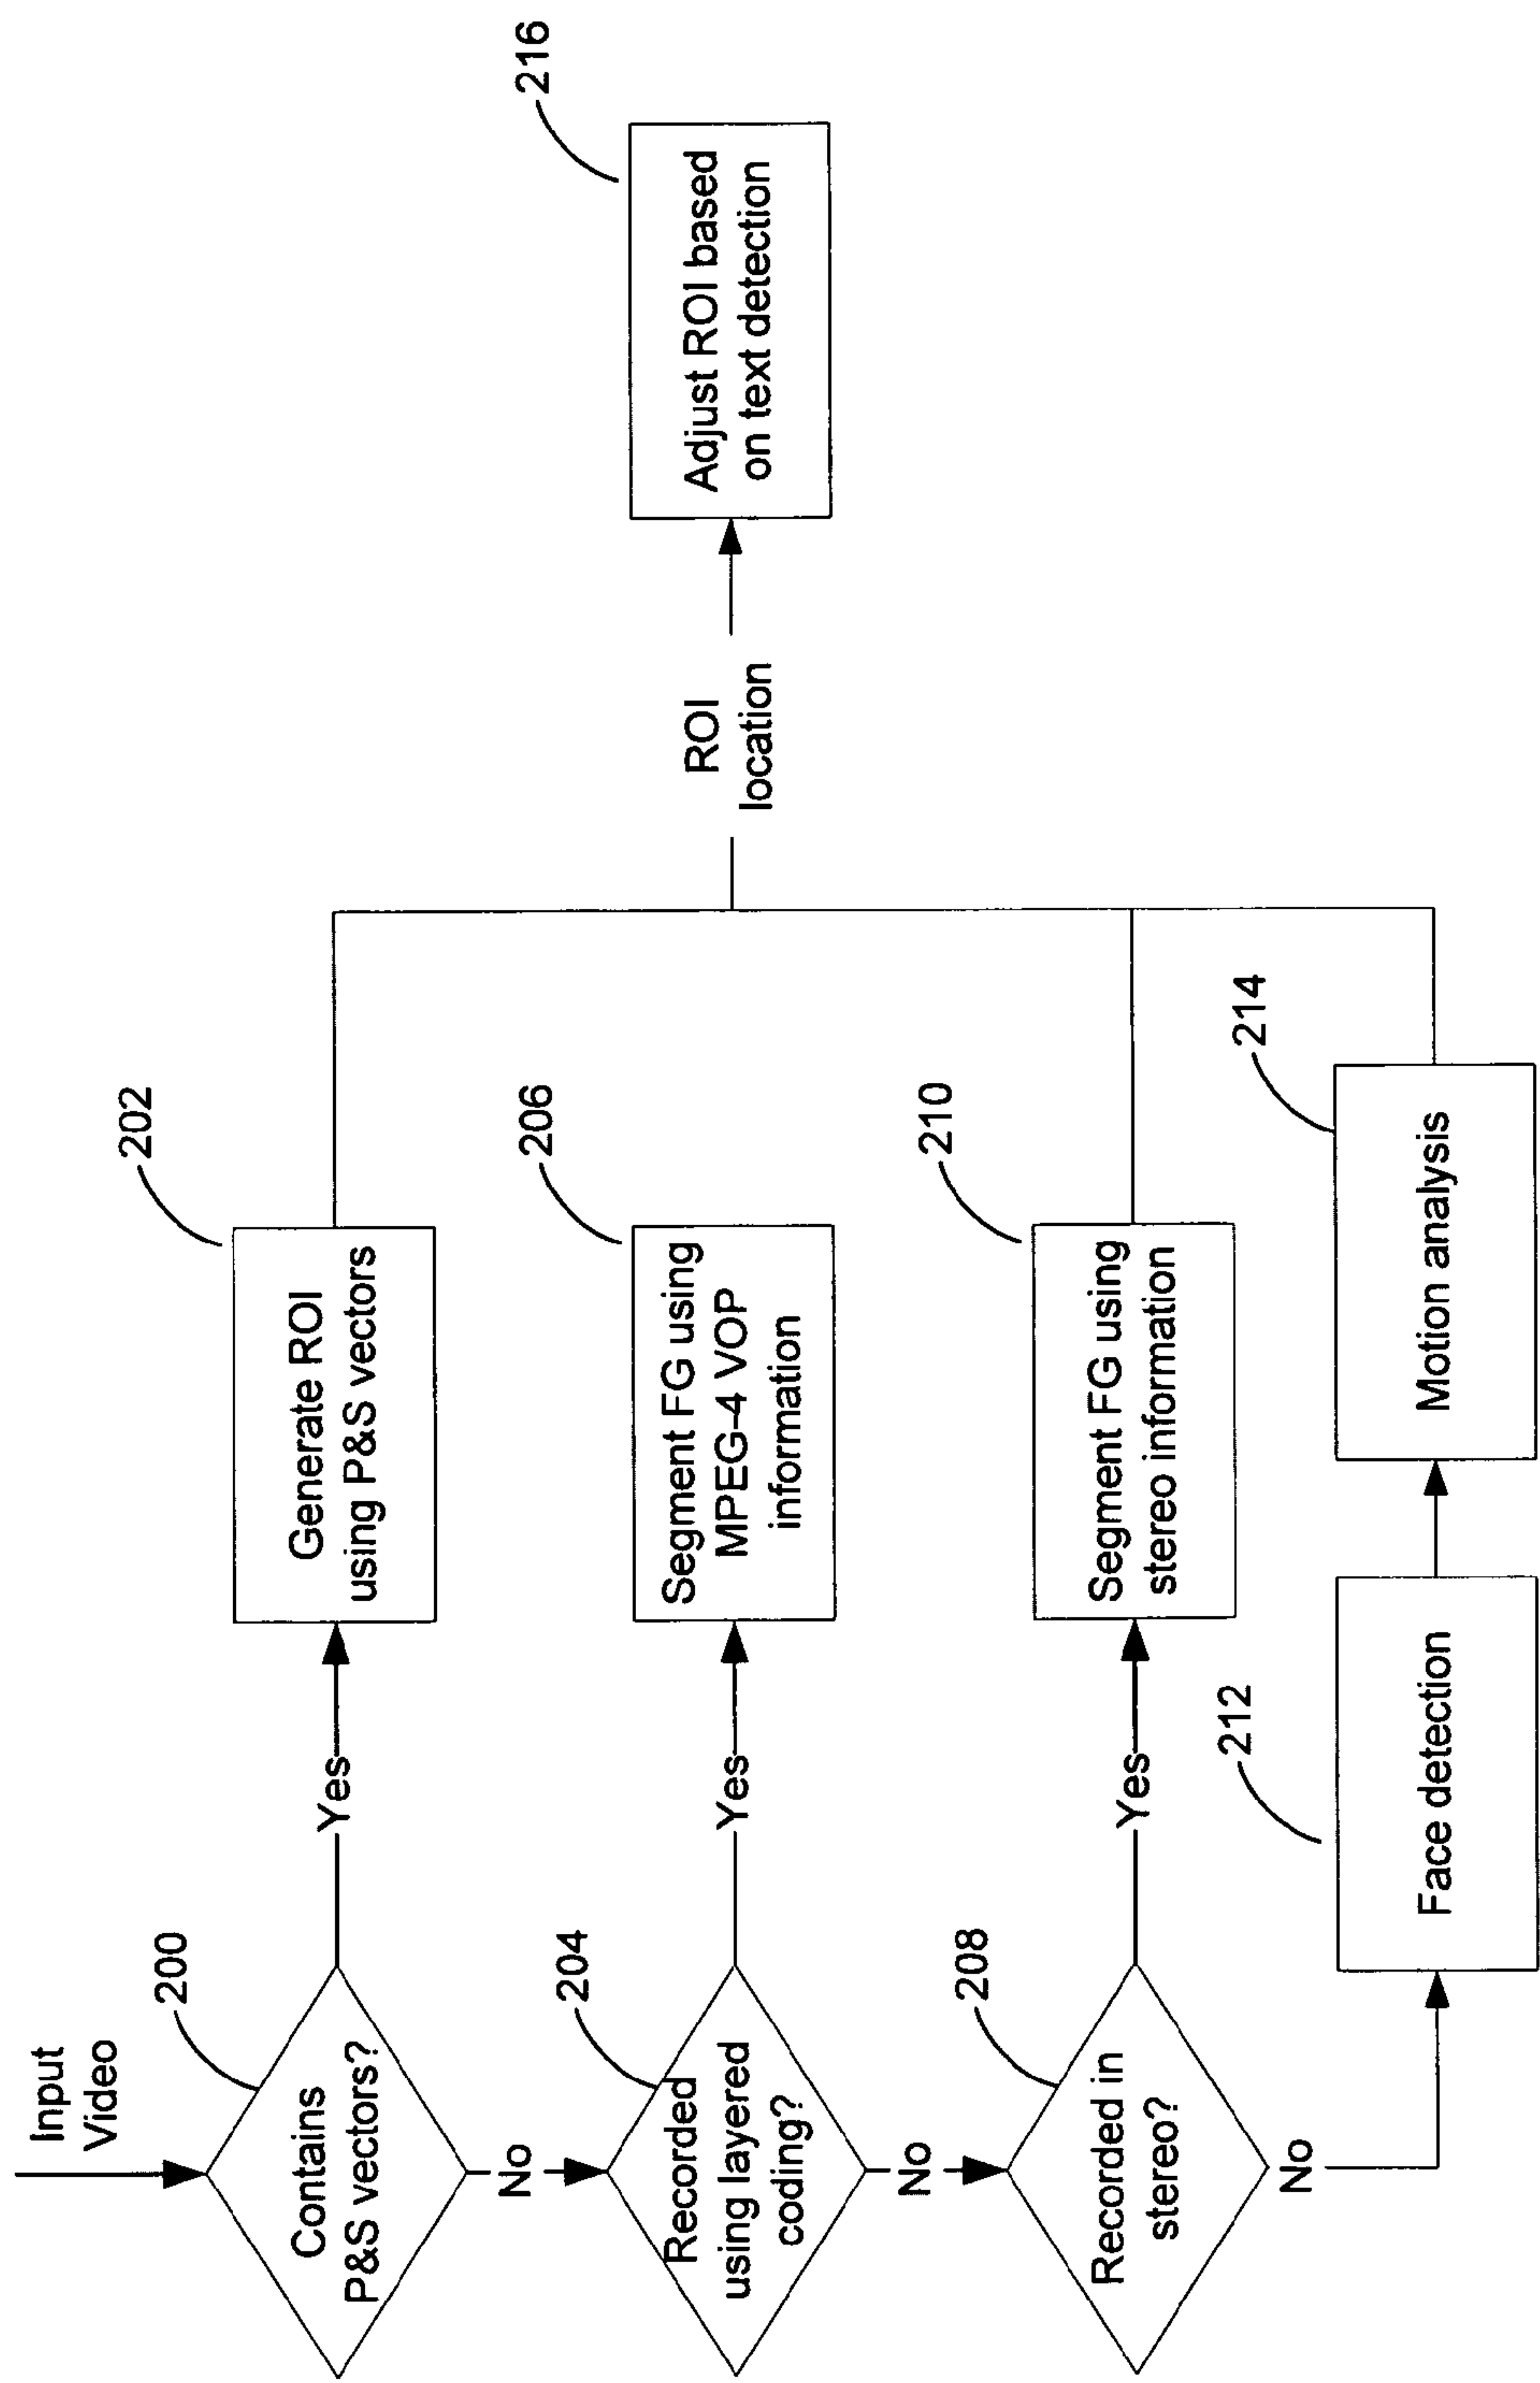 Input
Video
200
Contains
P&S vectors?
Yes
202
Generate ROI
using P&S vectors
No
204
Recorded
using layered
coding?
Yes
206
Segment FG using
MPEG-4 VOP
information
No
208
Recorded in
stereo?
Yes
210
Segment FG using
stereo information
No
212
Face detection
214
Motion analysis
ROI
location
216
Adjust ROI based
on text detection